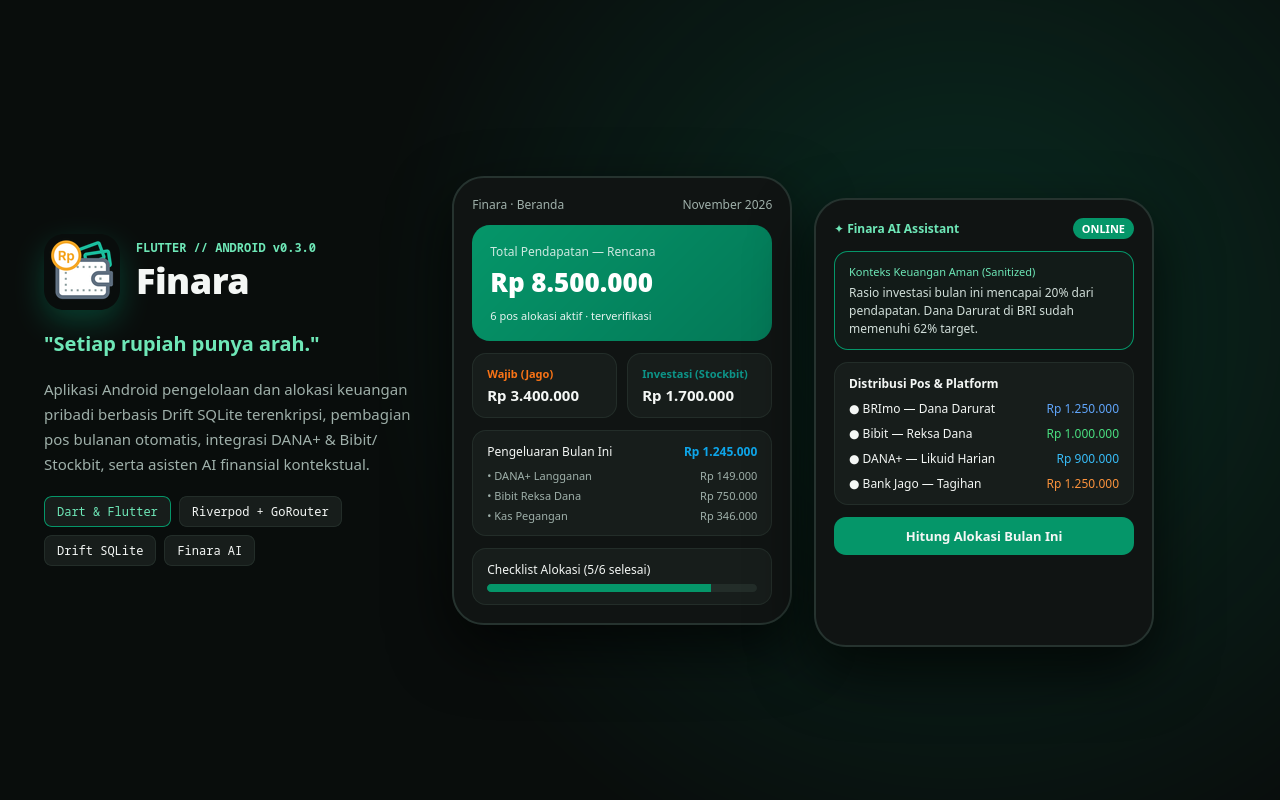 Rp
FLUTTER // ANDROID v0.3.0
Finara
"Setiap rupiah punya arah."
Aplikasi Android pengelolaan dan alokasi keuangan
pribadi berbasis Drift SQLite terenkripsi, pembagian
pos bulanan otomatis, integrasi DANA+ & Bibit/
Stockbit, serta asisten AI finansial kontekstual.
Dart & Flutter
Riverpod + GoRouter
Drift SQLite
Finara AI
Finara · Beranda
November 2026
Total Pendapatan — Rencana
Rp 8.500.000
6 pos alokasi aktif · terverifikasi
Wajib (Jago)
Rp 3.400.000
Investasi (Stockbit)
Rp 1.700.000
Pengeluaran Bulan Ini
Rp 1.245.000
• DANA+ Langganan
Rp 149.000
• Bibit Reksa Dana
Rp 750.000
• Kas Pegangan
Rp 346.000
Checklist Alokasi (5/6 selesai)
✦ Finara AI Assistant
ONLINE
Konteks Keuangan Aman (Sanitized)
Rasio investasi bulan ini mencapai 20% dari
pendapatan. Dana Darurat di BRI sudah
memenuhi 62% target.
Distribusi Pos & Platform
● BRImo — Dana Darurat
Rp 1.250.000
● Bibit — Reksa Dana
Rp 1.000.000
● DANA+ — Likuid Harian
Rp 900.000
● Bank Jago — Tagihan
Rp 1.250.000
Hitung Alokasi Bulan Ini